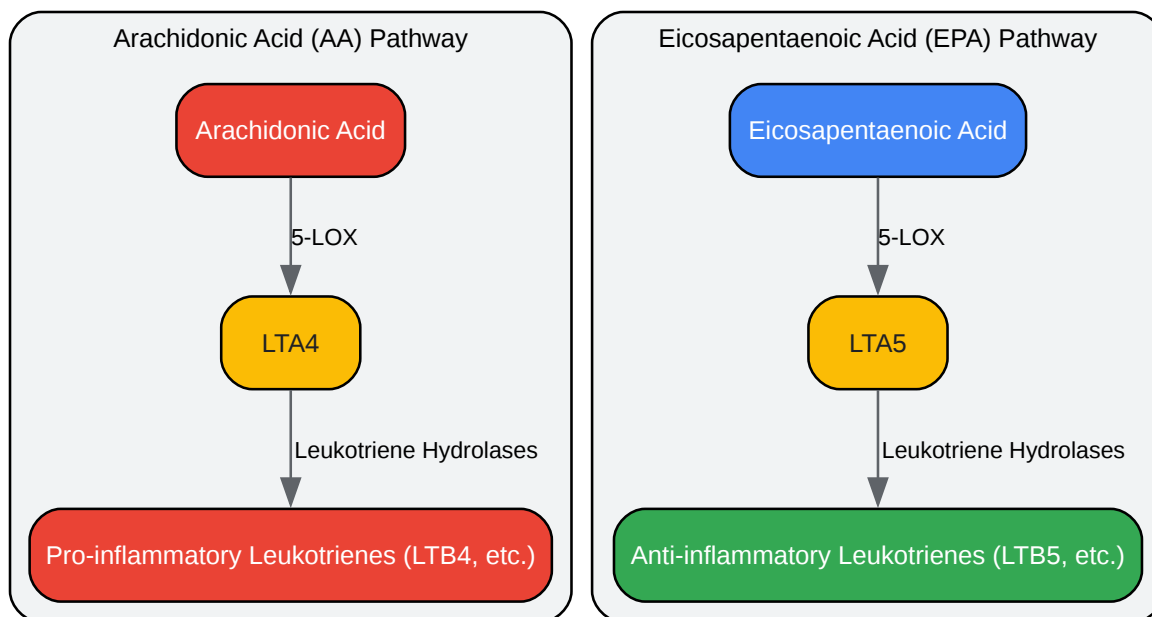 Arachidonic Acid (AA) Pathway
Arachidonic Acid
5-LOX
LTA4
Leukotriene Hydrolases
Pro-inflammatory Leukotrienes (LTB4, etc.)
Eicosapentaenoic Acid (EPA) Pathway
Eicosapentaenoic Acid
5-LOX
LTA5
Leukotriene Hydrolases
Anti-inflammatory Leukotrienes (LTB5, etc.)